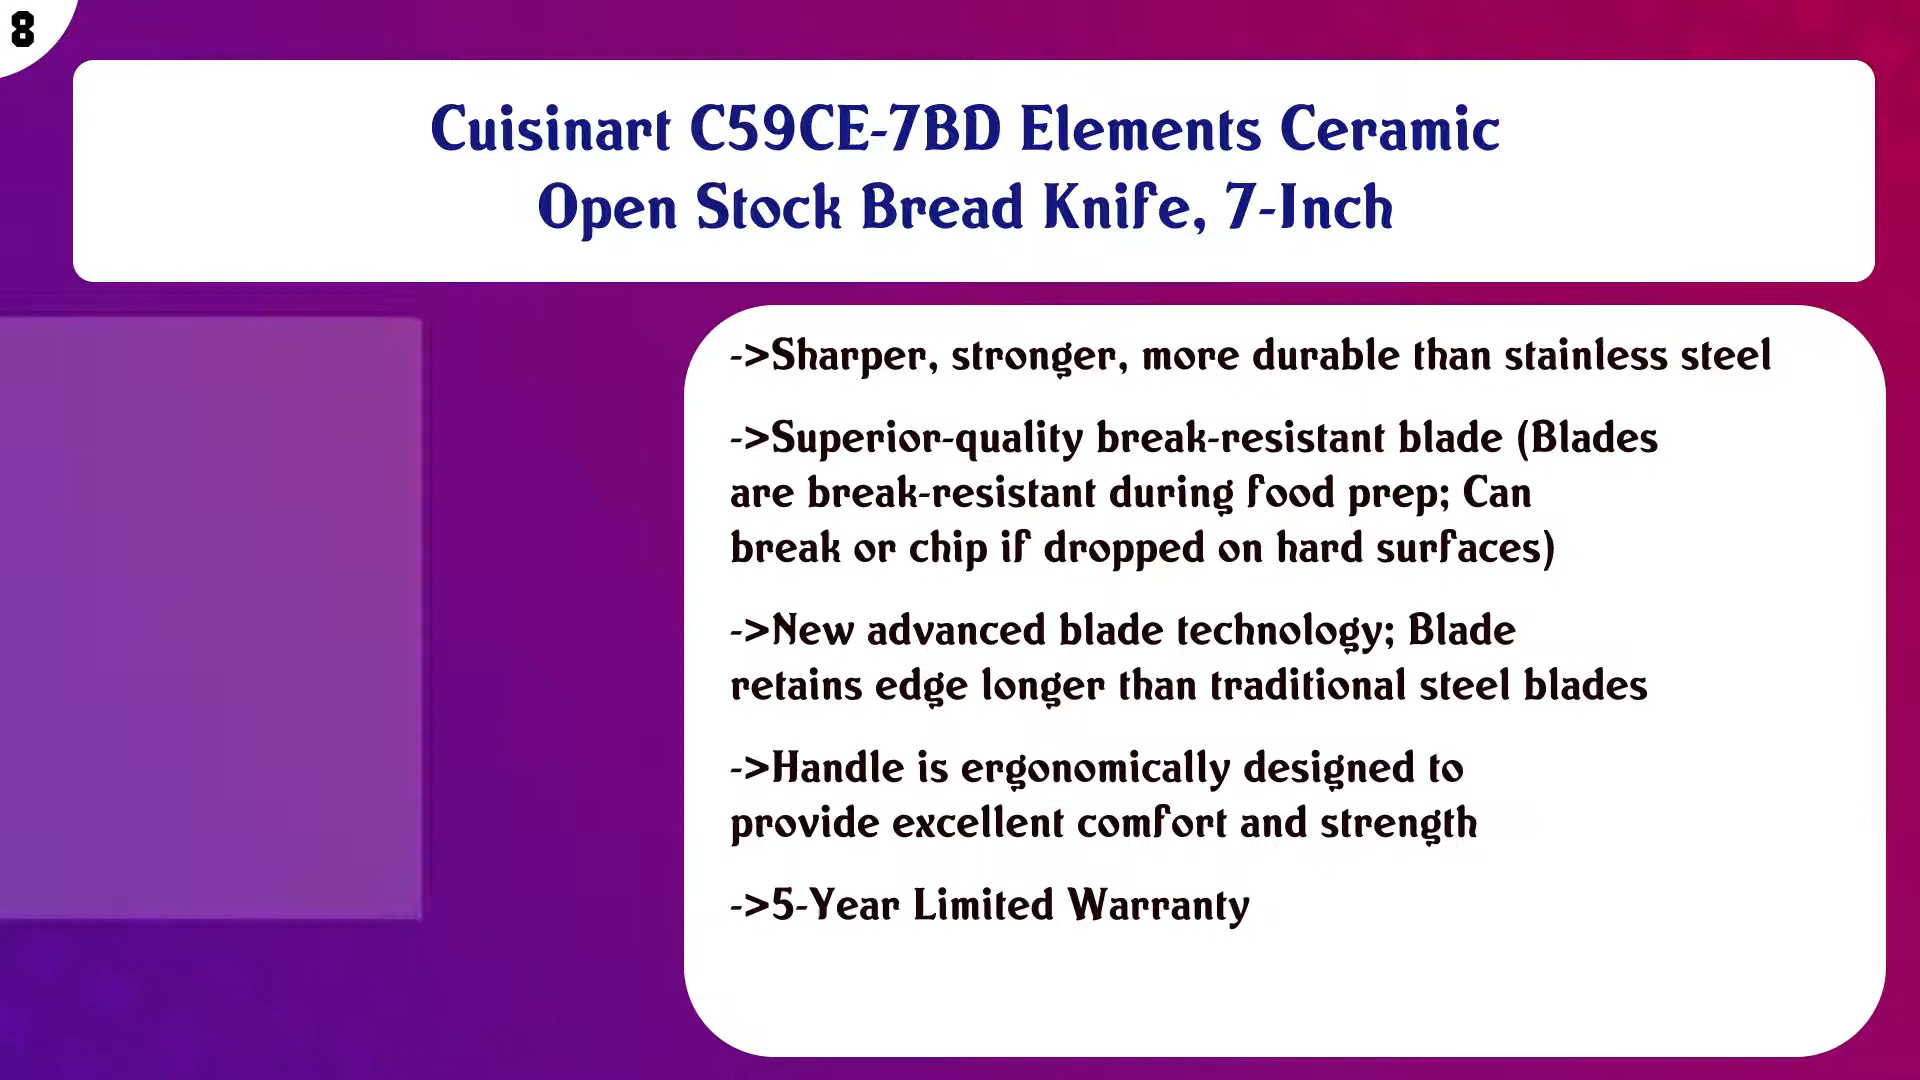 8
Cuisinart C59CE-7BD Elements Ceramic
Open Stock Bread Knife, 7-Inch
->Sharper, stronger, more durable than stainless steel
->Superior-quality break-resistant blade (Blades
are break-resistant during food prep; Can
break or chip if dropped on hard surfaces)
->New advanced blade technology; Blade
retains edge longer than traditional steel blades
->Handle is ergonomically designed to
provide excellent comfort and strength
->5-Year Limited Warranty